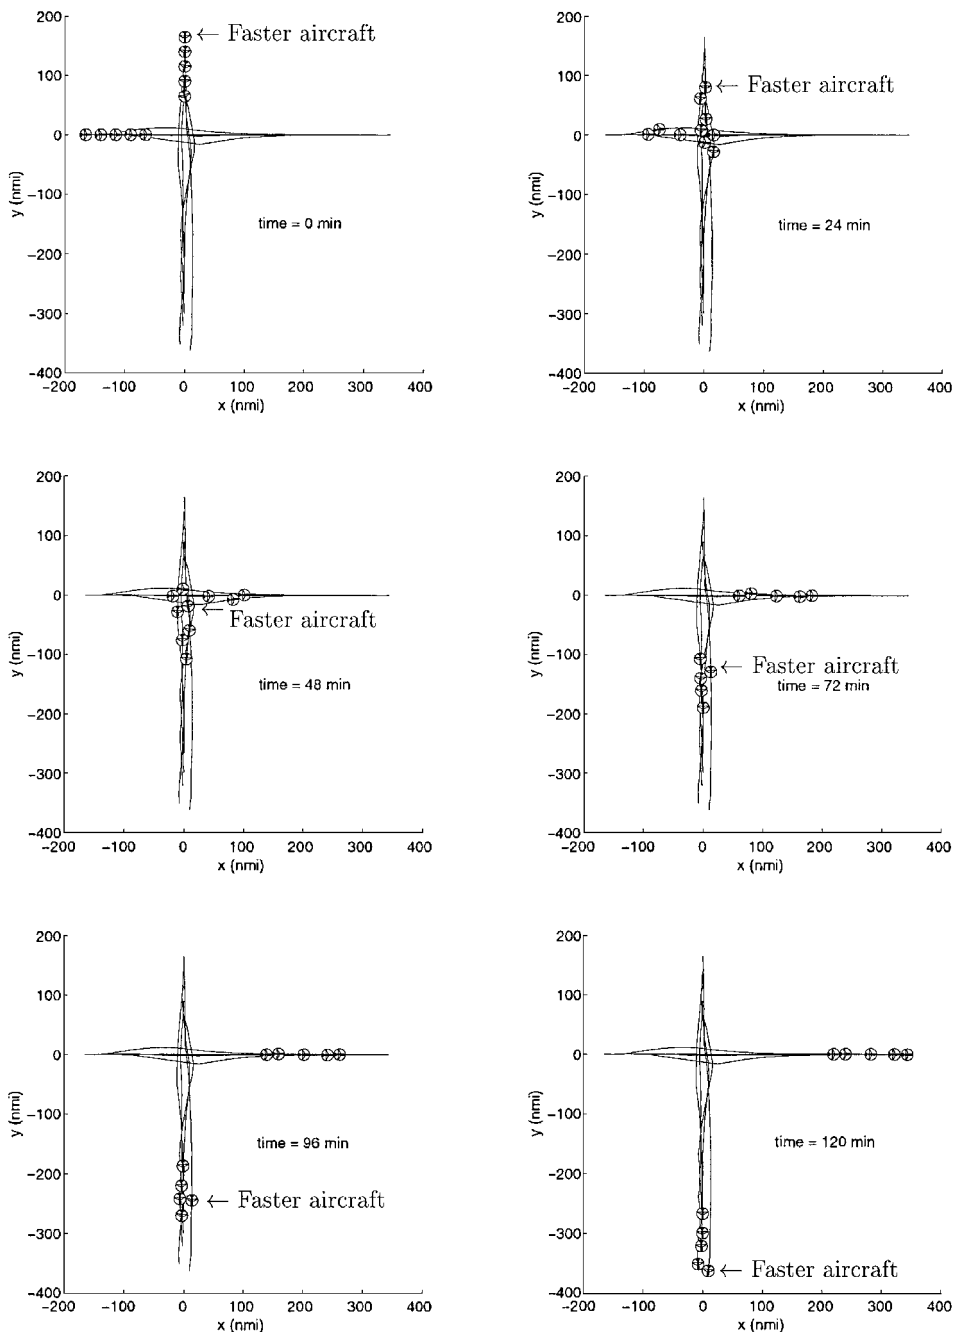 200
← Faster aircraft
100
0
−100
time = 0 min
−200
−300
−400
−200 −100 0 100 200 300 400
x (nmi)
y (nmi)
200
100
← Faster aircraft
0
−100
time = 24 min
−200
−300
−400
−200 −100 0 100 200 300 400
x (nmi)
y (nmi)
200
100
0
← Faster aircraft
−100
time = 48 min
−200
−300
−400
−200 −100 0 100 200 300 400
x (nmi)
y (nmi)
200
100
0
−100
← Faster aircraft
time = 72 min
−200
−300
−400
−200 −100 0 100 200 300 400
x (nmi)
y (nmi)
200
100
0
−100
time = 96 min
−200
← Faster aircraft
−300
−400
−200 −100 0 100 200 300 400
x (nmi)
y (nmi)
200
100
0
−100
time = 120 min
−200
−300
← Faster aircraft
−400
−200 −100 0 100 200 300 400
x (nmi)
y (nmi)